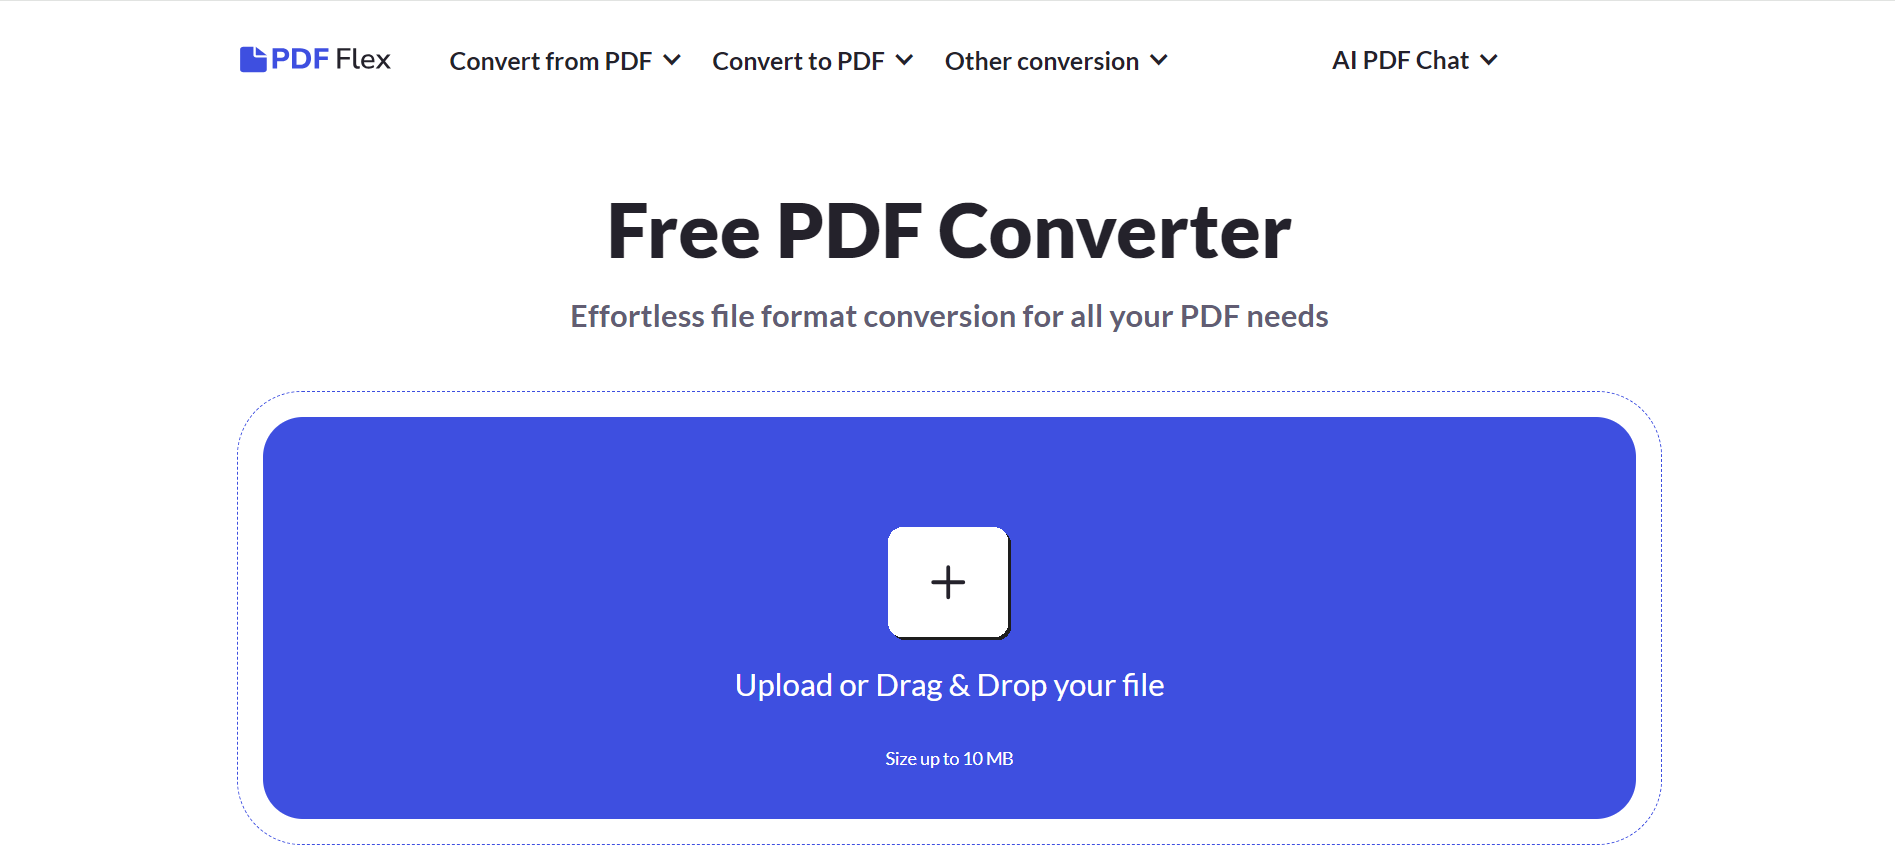 PDF Flex
Convert from PDF
Convert to PDF
Other conversion
AI PDF Chat
Free PDF Converter
Effortless file format conversion for all your PDF needs
Upload or Drag & Drop your file
Size up to 10 MB